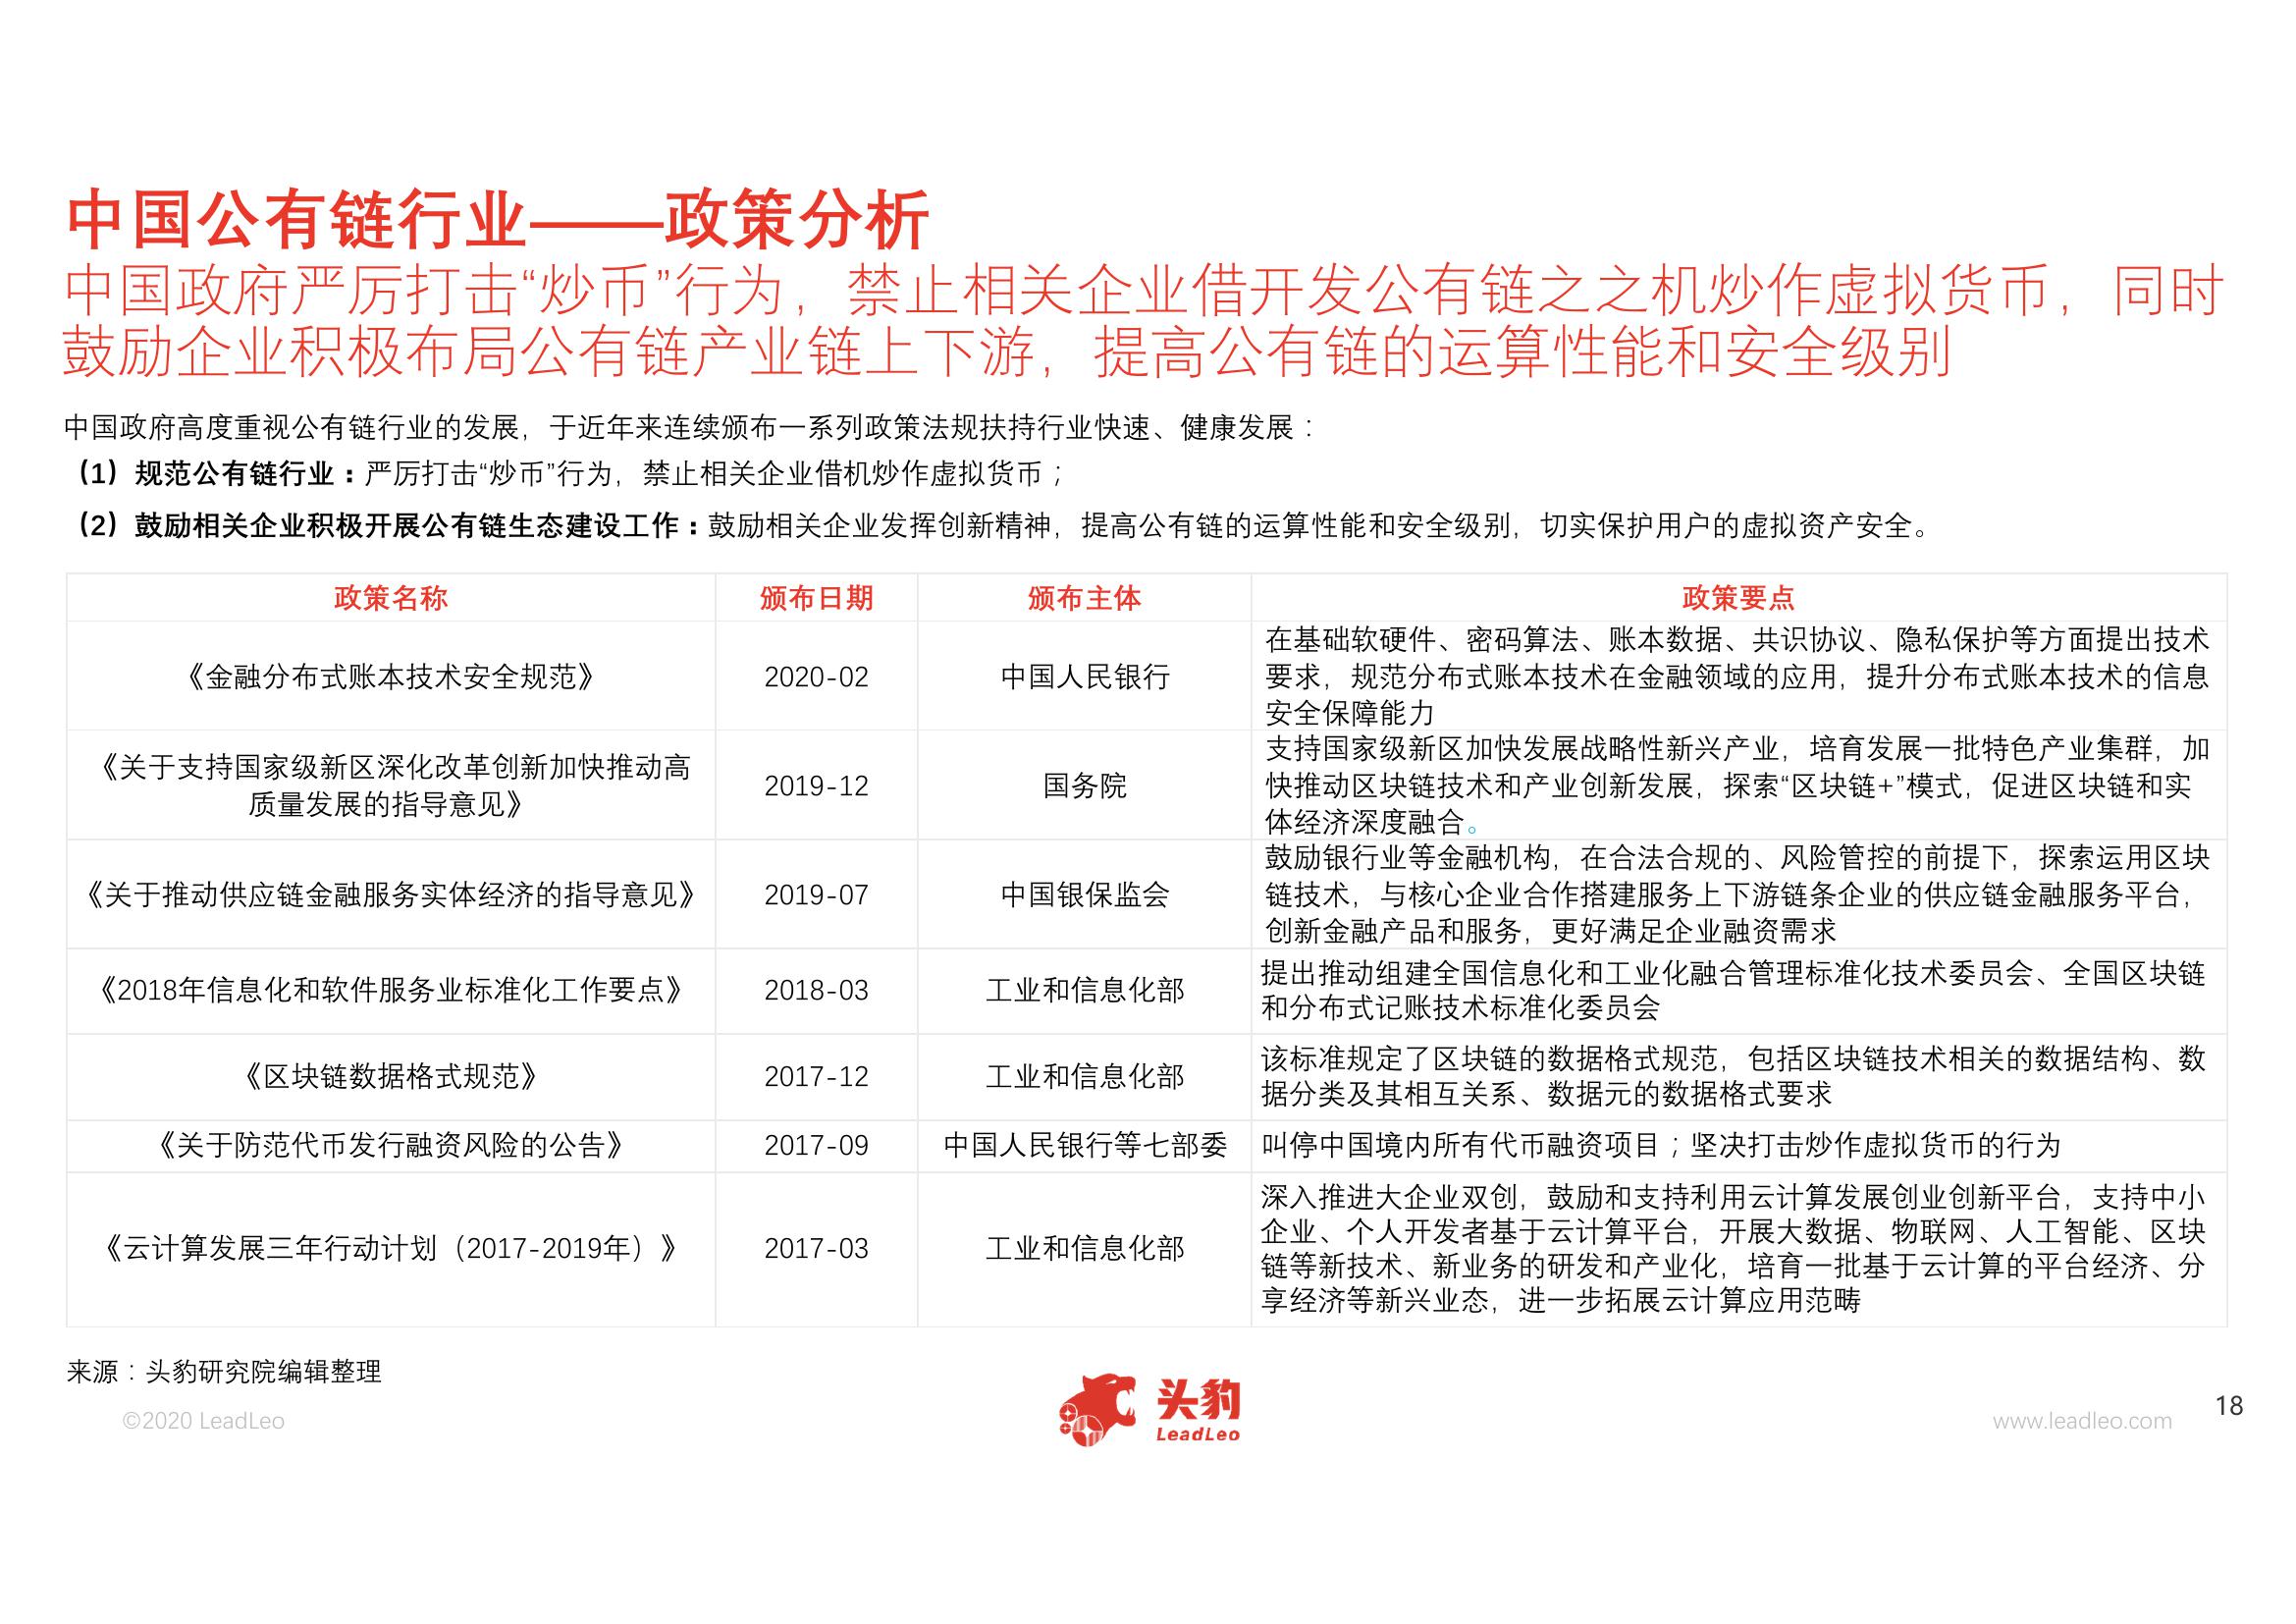 中国公有链行业——政策分析
中国政府严厉打击“炒币”行为，禁止相关企业借开发公有链之之机炒作虚拟货币，同时
鼓励企业积极布局公有链产业链上下游，提高公有链的运算性能和安全级别
中国政府高度重视公有链行业的发展，于近年来连续颁布一系列政策法规扶持行业快速、健康发展：
（1）规范公有链行业：严厉打击“炒币”行为，禁止相关企业借机炒作虚拟货币；
（2）鼓励相关企业积极开展公有链生态建设工作：鼓励相关企业发挥创新精神，提高公有链的运算性能和安全级别，切实保护用户的虚拟资产安全。
政策名称 颁布日期 颁布主体 政策要点
《金融分布式账本技术安全规范》 2020-02 中国人民银行
在基础软硬件、密码算法、账本数据、共识协议、隐私保护等方面提出技术
要求，规范分布式账本技术在金融领域的应用，提升分布式账本技术的信息
安全保障能力
《关于支持国家级新区深化改革创新加快推动高
质量发展的指导意见》
2019-12 国务院
支持国家级新区加快发展战略性新兴产业，培育发展一批特色产业集群，加
快推动区块链技术和产业创新发展，探索“区块链+”模式，促进区块链和实
体经济深度融合。
《关于推动供应链金融服务实体经济的指导意见》 2019-07 中国银保监会
鼓励银行业等金融机构，在合法合规的、风险管控的前提下，探索运用区块
链技术，与核心企业合作搭建服务上下游链条企业的供应链金融服务平台，
创新金融产品和服务，更好满足企业融资需求
《2018年信息化和软件服务业标准化工作要点》 2018-03 工业和信息化部
提出推动组建全国信息化和工业化融合管理标准化技术委员会、全国区块链
和分布式记账技术标准化委员会
《区块链数据格式规范》 2017-12 工业和信息化部
该标准规定了区块链的数据格式规范，包括区块链技术相关的数据结构、数
据分类及其相互关系、数据元的数据格式要求
《关于防范代币发行融资风险的公告》 2017-09 中国人民银行等七部委 叫停中国境内所有代币融资项目；坚决打击炒作虚拟货币的行为
《云计算发展三年行动计划（2017-2019年）》 2017-03 工业和信息化部
深入推进大企业双创，鼓励和支持利用云计算发展创业创新平台，支持中小
企业、个人开发者基于云计算平台，开展大数据、物联网、人工智能、区块
链等新技术、新业务的研发和产业化，培育一批基于云计算的平台经济、分
享经济等新兴业态，进一步拓展云计算应用范畴
来源：头豹研究院编辑整理
©2020 LeadLeo
头豹
LeadLeo
www.leadleo.com
18